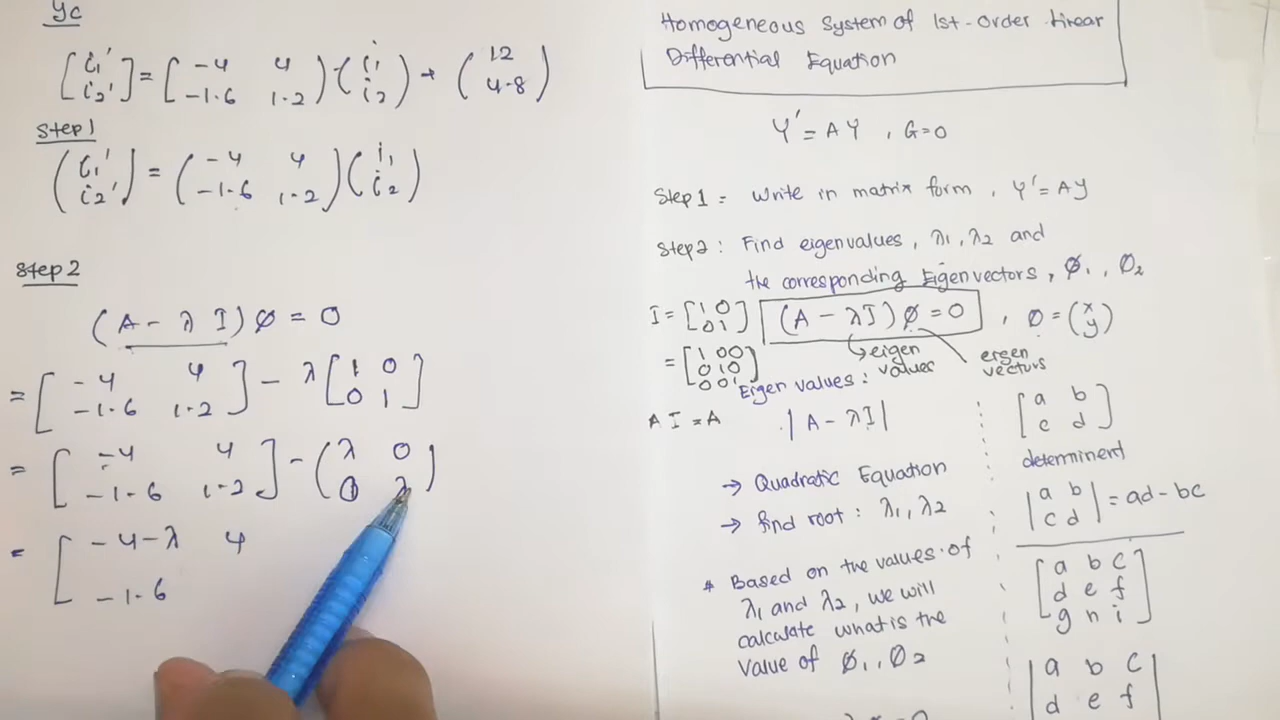 Yc
[i1' i2'] = [-4 4 -1.6 1.2) (i1 i2) + (12 4.8)
Step 1
(i1' i2') = (-4 4 -1.6 1.2) (i1 i2)
Step 2
(A - λ I) Ø = 0
= [-4 4 -1.6 1.2] - λ [1 0 0 1]
= [-4 4 -1.6 1.2] - (λ 0 0 λ)
= [-4-λ 4
-1.6
Homogeneous System of 1st-Order Linear
Differential Equation
Y' = AY , G=0
Step 1 = Write in matrix form , Y' = AY
Step 2 : Find eigenvalues , λ1, λ2 and
the corresponding Eigenvectors , Ø1 , Ø2
I = [1 0 0 1] (A - λI) Ø = 0 , Ø = (x y)
= [1 0 0 0 1 0 0 0 1]
eigen values
eigen vectors
Eigen values :
A I = A
|A - λI|
→ Quadratic Equation
→ find root : λ1, λ2
* Based on the values of
λ1 and λ2, we will
calculate what is the
value of Ø1, Ø2
[a b c d]
determinent
|a b c d| = ad - bc
[a b c d e f g h i]
|a b c
d e f